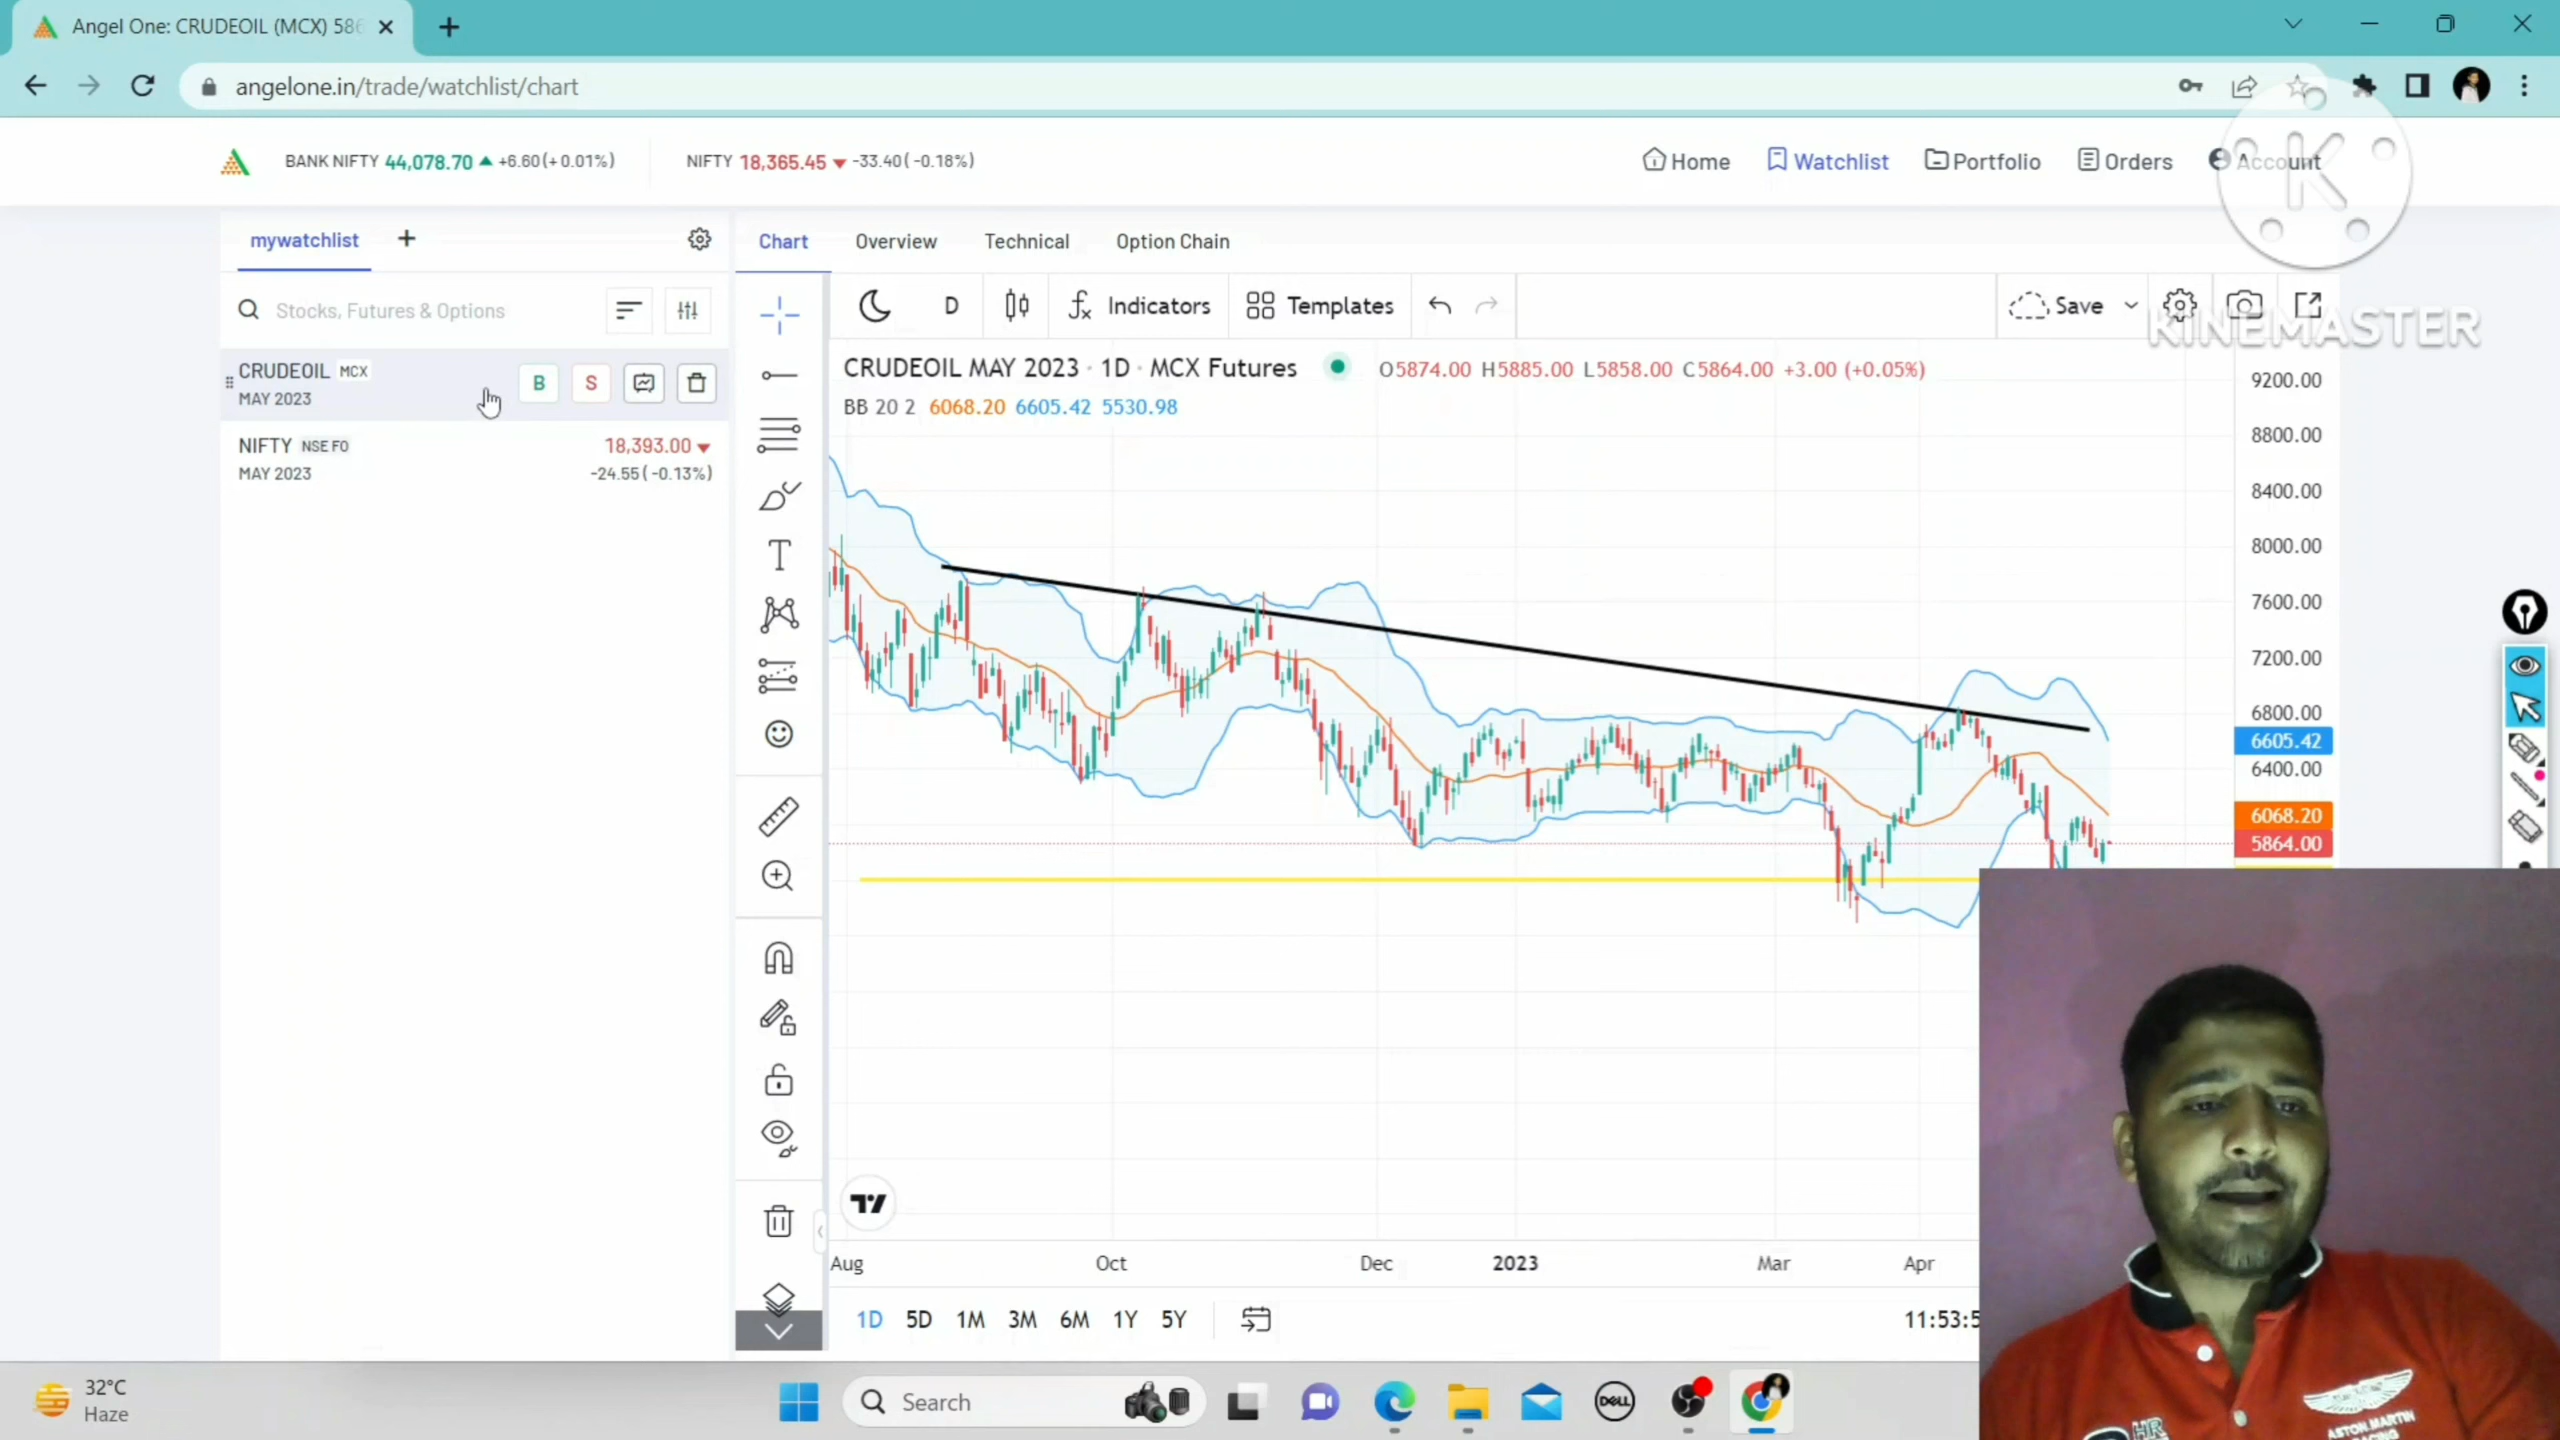 Angel One: CRUDEOIL (MCX) 586
angelone.in/trade/watchlist/chart
BANK NIFTY 44,078.70 +6.60(+0.01%) NIFTY 18,365.45 -33.40(-0.18%)
Home Watchlist Portfolio Orders Account
K
KINEMASTER
mywatchlist +
Chart Overview Technical Option Chain
Stocks, Futures & Options
D Indicators Templates Save
CRUDEOIL MCX
MAY 2023
B S
NIFTY NSE FO 18,393.00
MAY 2023 -24.55(-0.13%)
CRUDEOIL MAY 2023 · 1D · MCX Futures O5874.00 H5885.00 L5858.00 C5864.00 +3.00 (+0.05%)
BB 20 2 6068.20 6605.42 5530.98
9200.00
8800.00
8400.00
8000.00
7600.00
7200.00
6800.00
6605.42
6400.00
6068.20
5864.00
Aug Oct Dec 2023 Mar Apr
1D 5D 1M 3M 6M 1Y 5Y
11:53:5
32°C
Haze
Search
DELL
HR
ASTON MARTIN
RACING